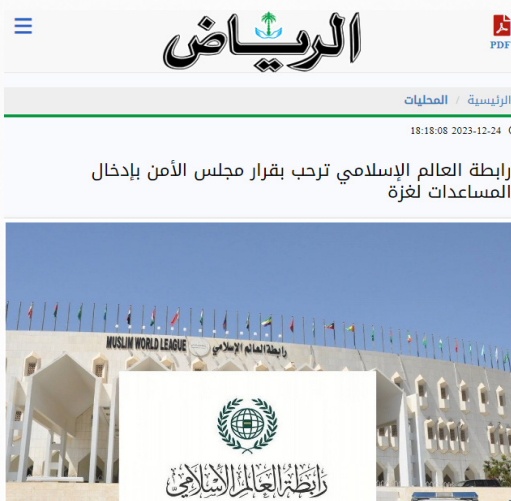 الرياض
PDF
الرئيسية / المحليات
18:18:08 2023-12-24
رابطة العالم الإسلامي ترحب بقرار مجلس الأمن بإدخال
المساعدات لغزة
MUSLIM WORLD LEAGUE رابطة العالم الإسلامي
رابطة العالم الإسلامي